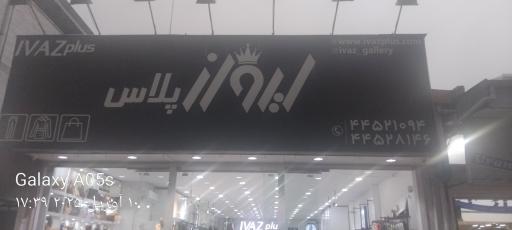 IVAZplus
www.ivazplus.com
@ivaz_gallery
ایواز پلاس
۴۴۵۲۱۰۹۴
۴۴۵۲۸۱۴۶
IVAZ plu
Galaxy A05s